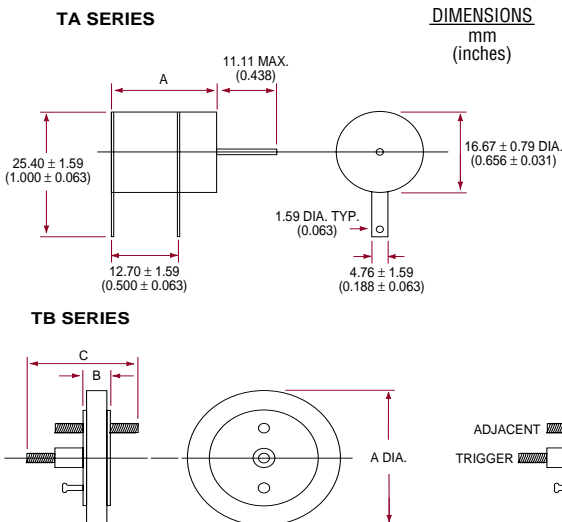 TA SERIES
DIMENSIONS
mm
(inches)
A
11.11 MAX.
(0.438)
25.40 ± 1.59
(1.000 ± 0.063)
16.67 ± 0.79 DIA.
(0.656 ± 0.031)
1.59 DIA. TYP.
(0.063)
12.70 ± 1.59
(0.500 ± 0.063)
4.76 ± 1.59
(0.188 ± 0.063)
TB SERIES
C
B
A DIA.
ADJACENT
TRIGGER